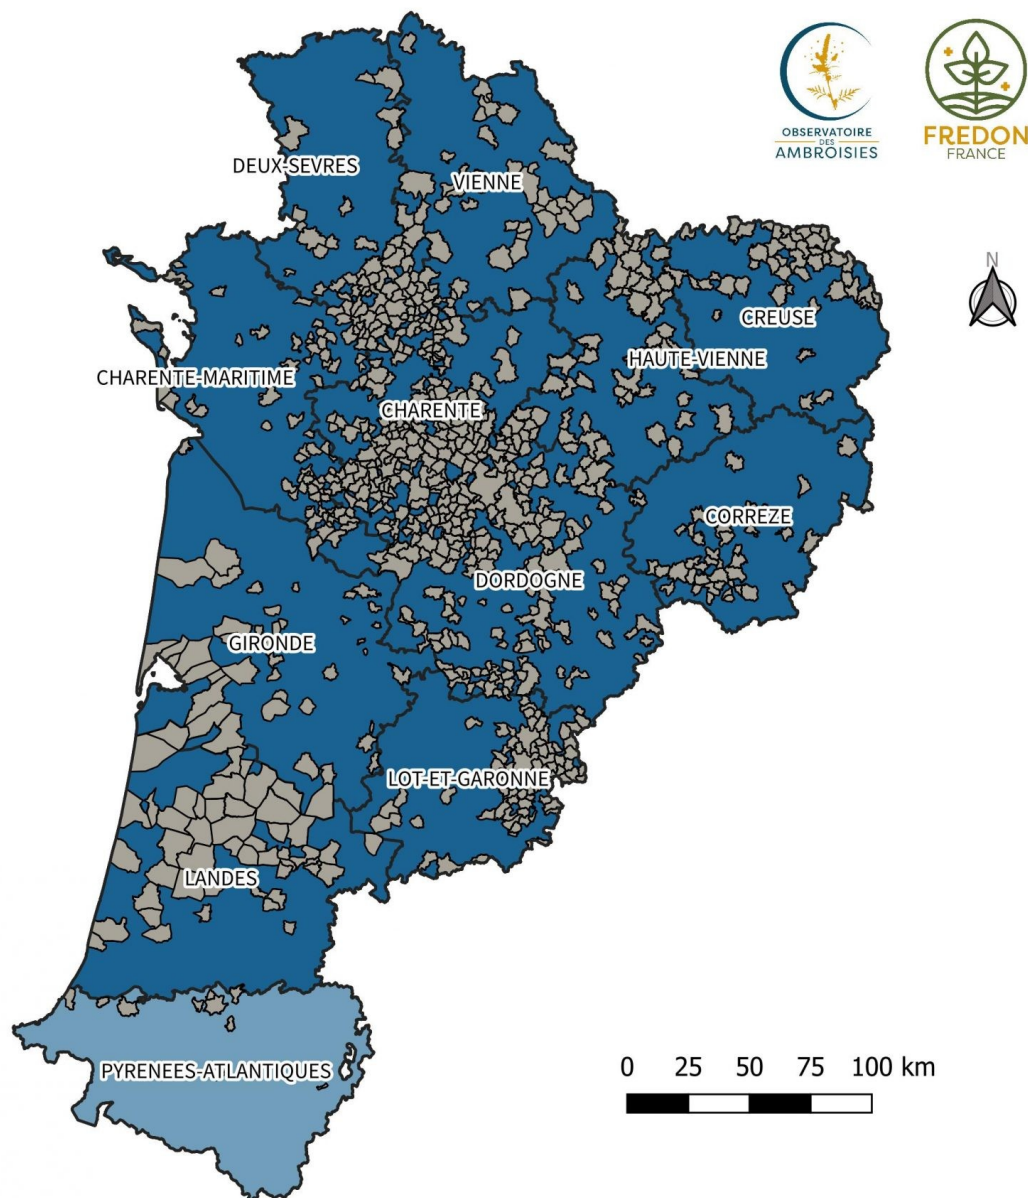 OBSERVATOIRE
DES
AMBROISIES
FREDON
FRANCE
DEUX-SEVRES
VIENNE
N
CREUSE
HAUTE-VIENNE
CHARENTE-MARITIME
CHARENTE
CORREZE
DORDOGNE
GIRONDE
LOT-ET-GARONNE
LANDES
PYRENEES-ATLANTIQUES
0 25 50 75 100 km